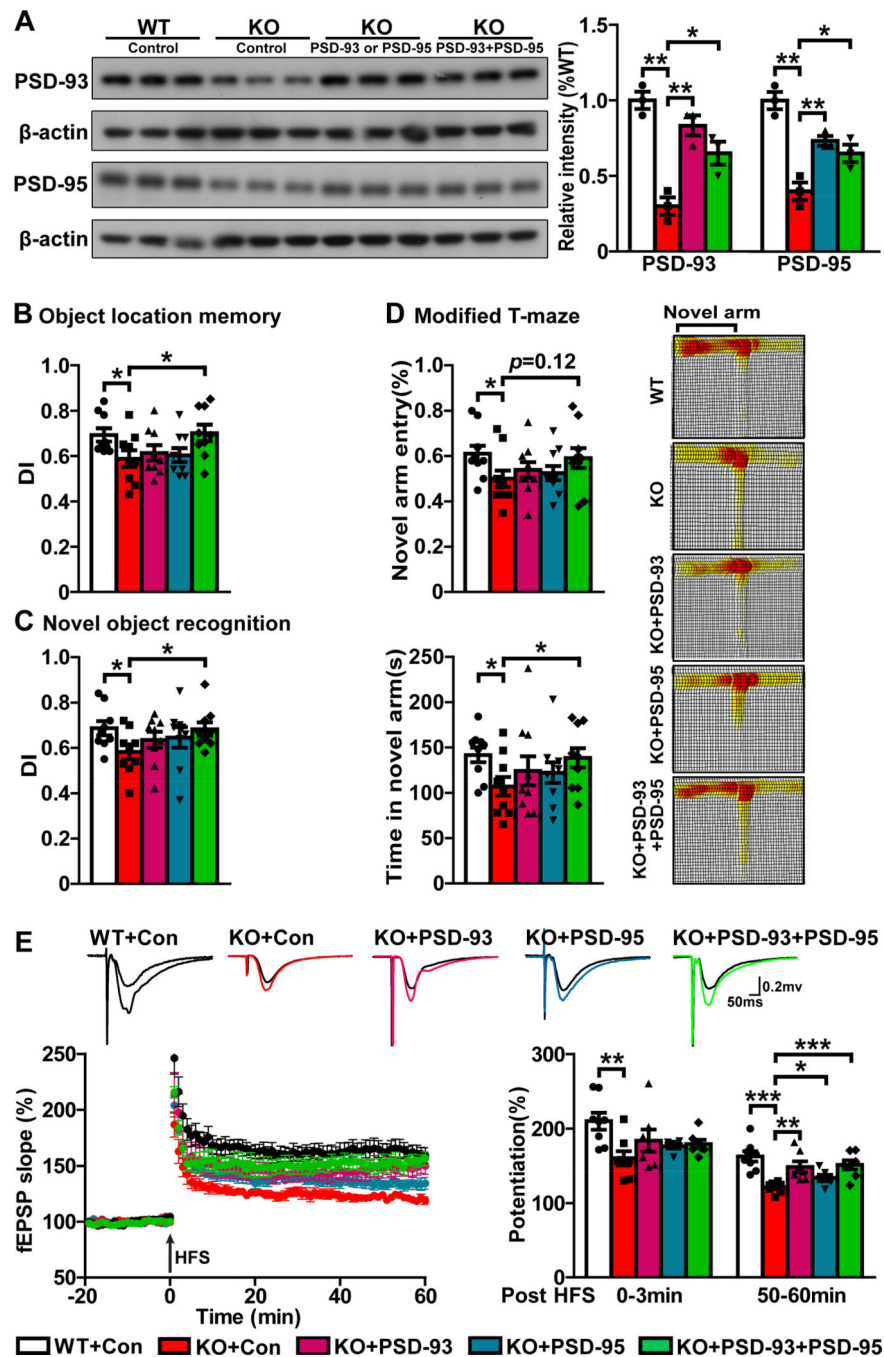 A
WT KO KO KO
Control Control PSD-93 or PSD-95 PSD-93+PSD-95
PSD-93
β-actin
PSD-95
β-actin
Relative intensity (%WT)
1.5
1.0
0.5
0
** ** *
** ** *
PSD-93 PSD-95
B Object location memory
DI
1.0
0.8
0.6
0.4
0.2
0
* *
C Novel object recognition
DI
1.0
0.8
0.6
0.4
0.2
0
* *
D Modified T-maze
Novel arm entry(%)
1.0
0.8
0.6
0.4
0.2
0
* p=0.12
Time in novel arm(s)
250
200
150
100
50
0
* *
Novel arm
WT
KO
KO+PSD-93
KO+PSD-95
KO+PSD-93
+PSD-95
E
WT+Con KO+Con KO+PSD-93 KO+PSD-95 KO+PSD-93+PSD-95
0.2mv
50ms
fEPSP slope (%)
250
200
150
100
50
HFS
-20 0 20 40 60
Time (min)
Potentiation(%)
300
200
100
0
** *** ** * ***
Post HFS 0-3min 50-60min
WT+Con KO+Con KO+PSD-93 KO+PSD-95 KO+PSD-93+PSD-95